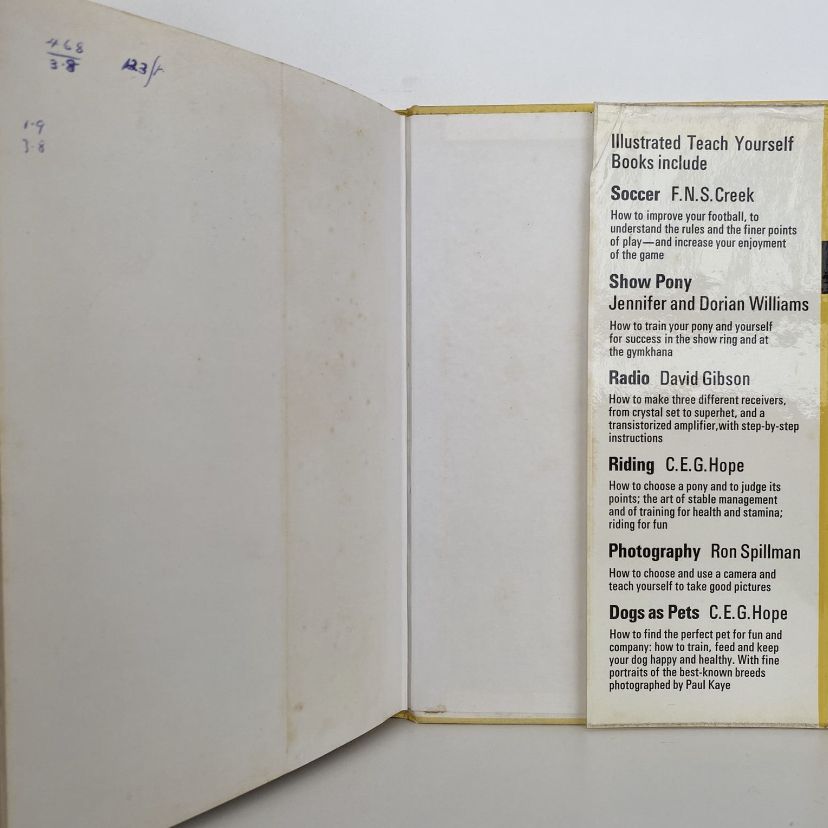 468
3·8
1·9
3·8
Illustrated Teach Yourself
Books include
Soccer F.N.S.Creek
How to improve your football, to
understand the rules and the finer points
of play—and increase your enjoyment
of the game
Show Pony
Jennifer and Dorian Williams
How to train your pony and yourself
for success in the show ring and at
the gymkhana
Radio David Gibson
How to make three different receivers,
from crystal set to superhet, and a
transistorized amplifier,with step-by-step
instructions
Riding C.E.G.Hope
How to choose a pony and to judge its
points; the art of stable management
and of training for health and stamina;
riding for fun
Photography Ron Spillman
How to choose and use a camera and
teach yourself to take good pictures
Dogs as Pets C.E.G.Hope
How to find the perfect pet for fun and
company: how to train, feed and keep
your dog happy and healthy. With fine
portraits of the best-known breeds
photographed by Paul Kaye